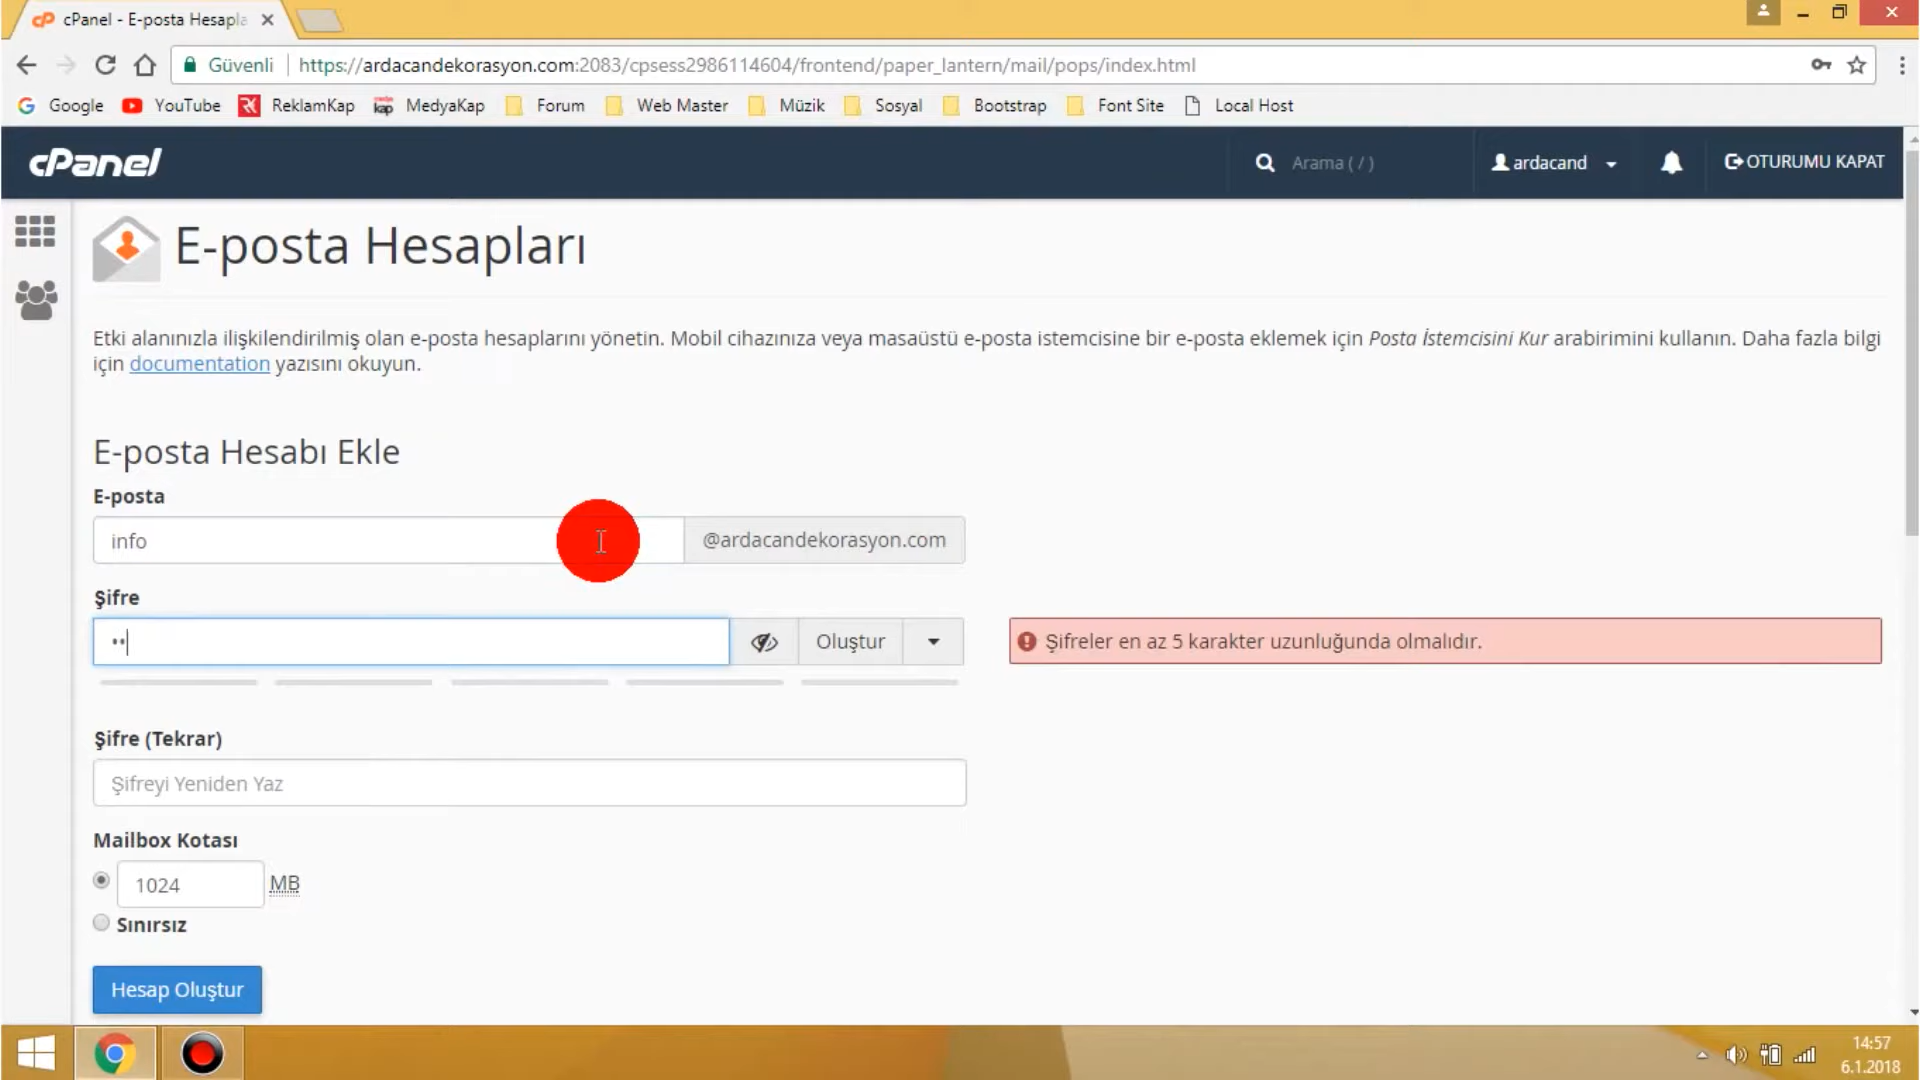 cPanel - E-posta Hesapla
Güvenli https://ardacandekorasyon.com:2083/cpsess2986114604/frontend/paper_lantern/mail/pops/index.html
Google YouTube ReklamKap MedyaKap Forum Web Master Müzik Sosyal Bootstrap Font Site Local Host
cPanel Arama ( / ) ardacand OTURUMU KAPAT
E-posta Hesapları
Etki alanınızla ilişkilendirilmiş olan e-posta hesaplarını yönetin. Mobil cihazınıza veya masaüstü e-posta istemcisine bir e-posta eklemek için Posta İstemcisini Kur arabirimini kullanın. Daha fazla bilgi
için documentation yazısını okuyun.
E-posta Hesabı Ekle
E-posta
info @ardacandekorasyon.com
Şifre
Oluştur Şifreler en az 5 karakter uzunluğunda olmalıdır.
Şifre (Tekrar)
Şifreyi Yeniden Yaz
Mailbox Kotası
1024 MB
Sınırsız
Hesap Oluştur
14:57
6.1.2018